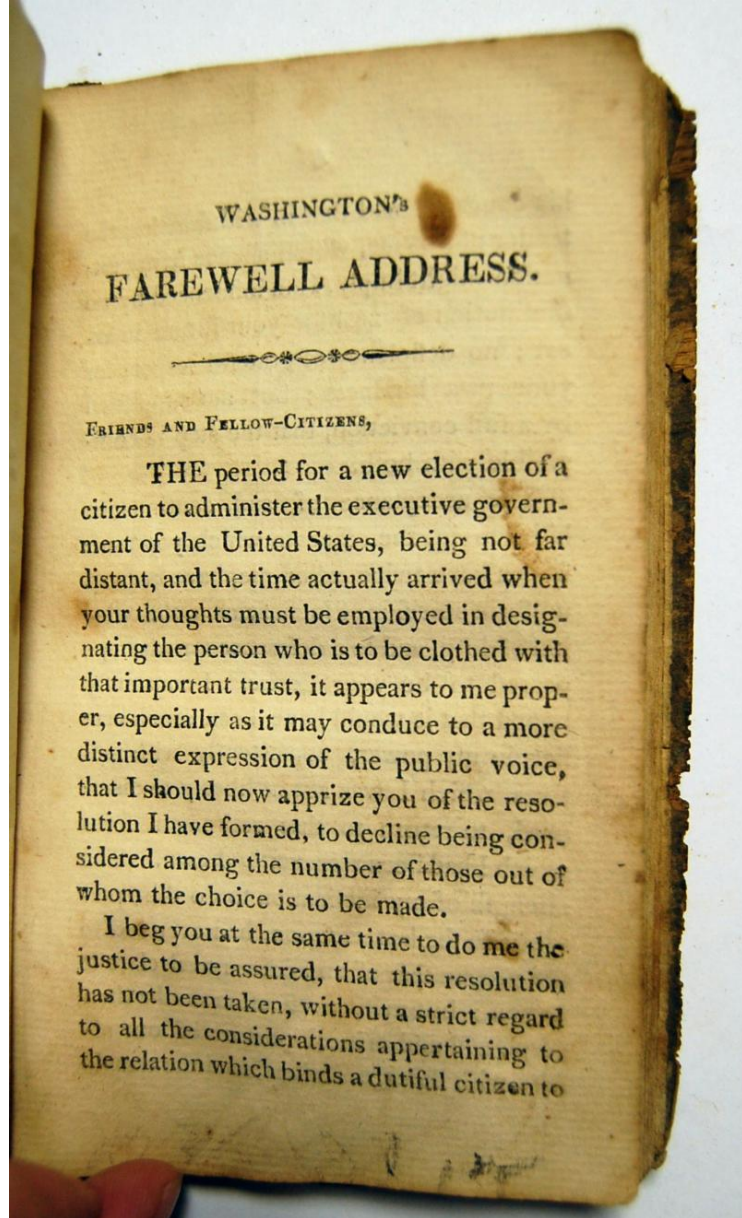 WASHINGTON's
FAREWELL ADDRESS.
FRIENDS AND FELLOW-CITIZENS,
THE period for a new election of a
citizen to administer the executive govern-
ment of the United States, being not far
distant, and the time actually arrived when
your thoughts must be employed in desig-
nating the person who is to be clothed with
that important trust, it appears to me prop-
er, especially as it may conduce to a more
distinct expression of the public voice,
that I should now apprize you of the reso-
lution I have formed, to decline being con-
sidered among the number of those out of
whom the choice is to be made.
I beg you at the same time to do me the
justice to be assured, that this resolution
has not been taken, without a strict regard
to all the considerations appertaining to
the relation which binds a dutiful citizen to